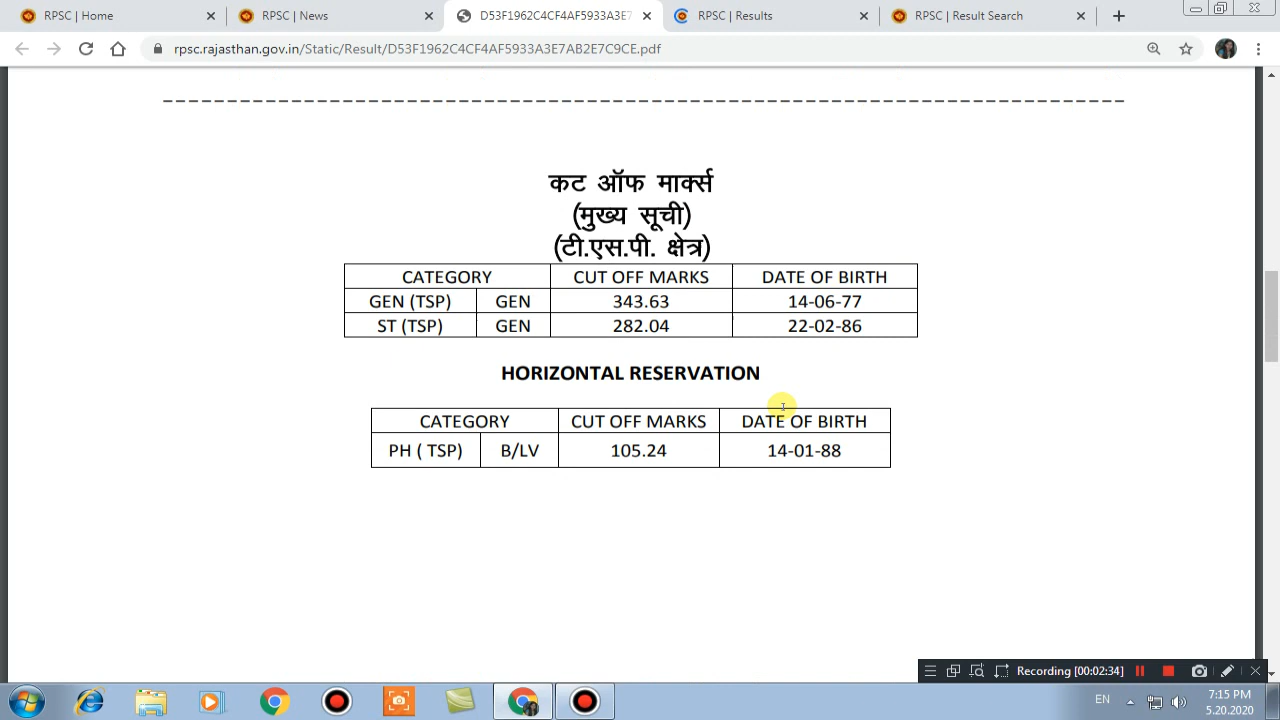 RPSC | Home
RPSC | News
D53F1962C4CF4AF5933A3E7
RPSC | Results
RPSC | Result Search
rpsc.rajasthan.gov.in/Static/Result/D53F1962C4CF4AF5933A3E7AB2E7C9CE.pdf
कट ऑफ मार्क्स
(मुख्य सूची)
(टी.एस.पी. क्षेत्र)
CATEGORY CUT OFF MARKS DATE OF BIRTH
GEN (TSP) GEN 343.63 14-06-77
ST (TSP) GEN 282.04 22-02-86
HORIZONTAL RESERVATION
CATEGORY CUT OFF MARKS DATE OF BIRTH
PH ( TSP) B/LV 105.24 14-01-88
Recording [00:02:34]
EN
7:15 PM
5.20.2020